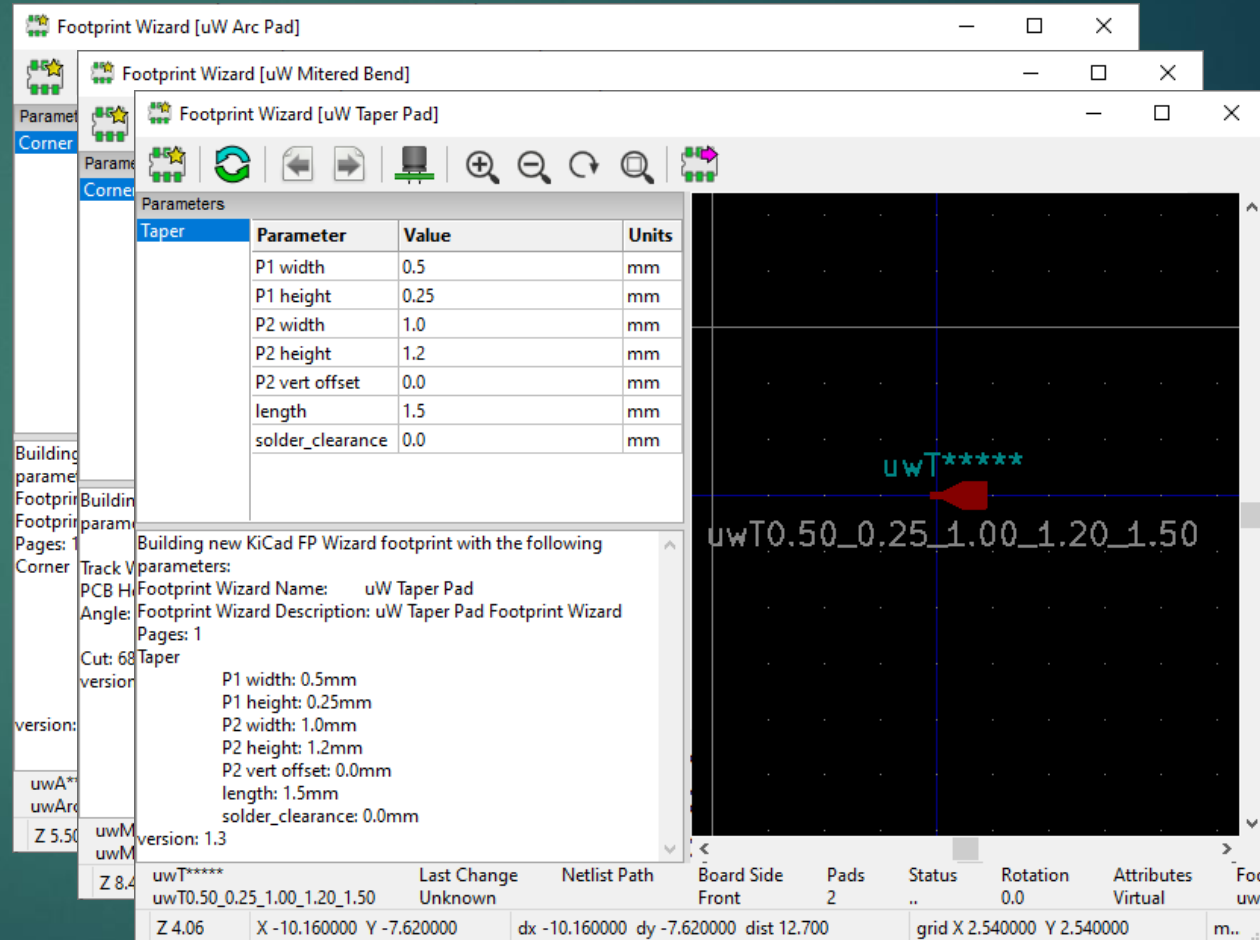 Footprint Wizard [uW Arc Pad]
Footprint Wizard [uW Mitered Bend]
Footprint Wizard [uW Taper Pad]
Corner
Parameters
Taper
Parameter Value Units
P1 width 0.5 mm
P1 height 0.25 mm
P2 width 1.0 mm
P2 height 1.2 mm
P2 vert offset 0.0 mm
length 1.5 mm
solder_clearance 0.0 mm
uwT*****
uwT0.50_0.25_1.00_1.20_1.50
Building
Pages: 1
Corner
version:
uwA**
uwArc
Z 5.50
Track W
PCB H
Angle:
Cut: 68
version
uwM
uwM
Z 8.4
Building new KiCad FP Wizard footprint with the following
parameters:
Footprint Wizard Name: uW Taper Pad
Footprint Wizard Description: uW Taper Pad Footprint Wizard
Pages: 1
Taper
P1 width: 0.5mm
P1 height: 0.25mm
P2 width: 1.0mm
P2 height: 1.2mm
P2 vert offset: 0.0mm
length: 1.5mm
solder_clearance: 0.0mm
version: 1.3
uwT***** Last Change Netlist Path Board Side Pads Status Rotation Attributes
uwT0.50_0.25_1.00_1.20_1.50 Unknown Front 2 .. 0.0 Virtual uw
Z 4.06 X -10.160000 Y -7.620000 dx -10.160000 dy -7.620000 dist 12.700 grid X 2.540000 Y 2.540000 m..